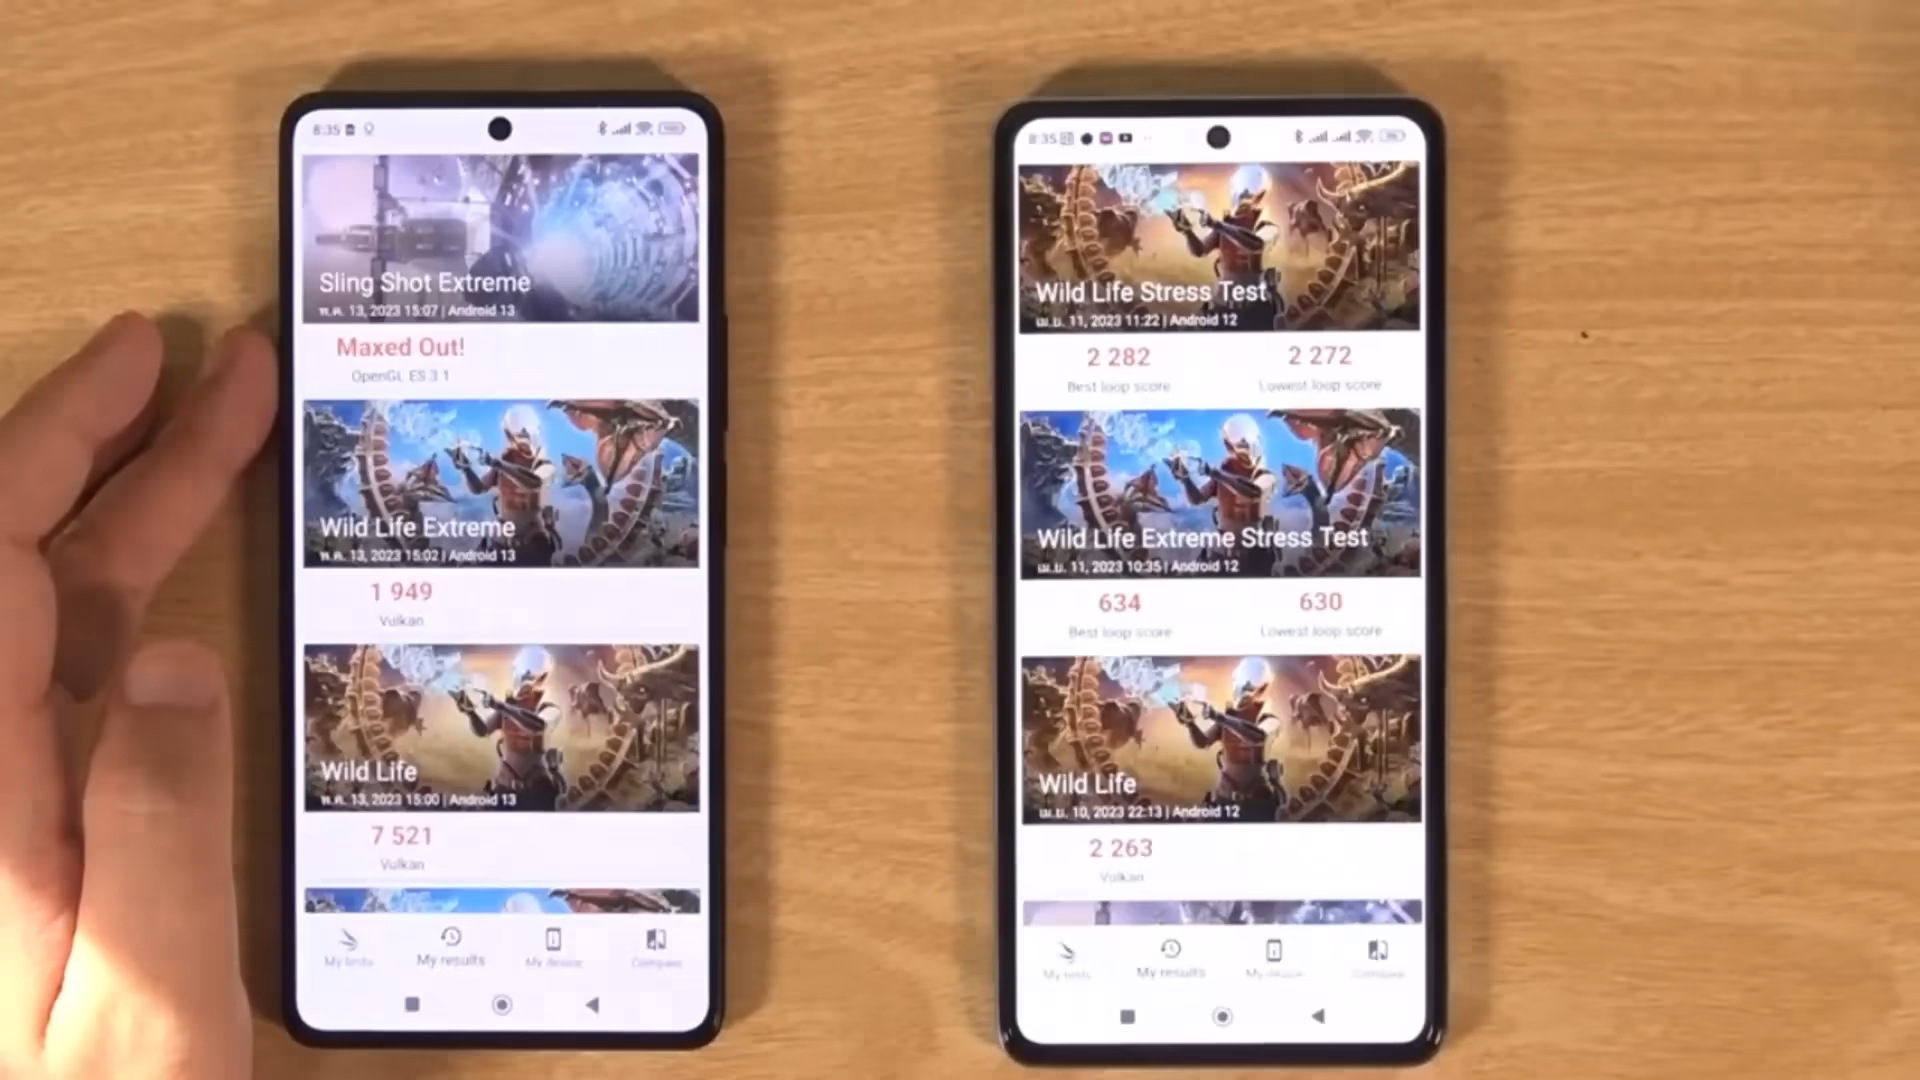 8:35
Sling Shot Extreme
พ.ค. 13, 2023 15:07 | Android 13
Maxed Out!
OpenGL ES 3.1
Wild Life Extreme
พ.ค. 13, 2023 15:02 | Android 13
1 949
Vulkan
Wild Life
พ.ค. 13, 2023 15:00 | Android 13
7 521
Vulkan
My tests My results My device Compare
8:35
Wild Life Stress Test
เม.ย. 11, 2023 11:22 | Android 12
2 282 2 272
Best loop score Lowest loop score
Wild Life Extreme Stress Test
เม.ย. 11, 2023 10:35 | Android 12
634 630
Best loop score Lowest loop score
Wild Life
เม.ย. 10, 2023 22:13 | Android 12
2 263
Vulkan
My tests My results My device Compare